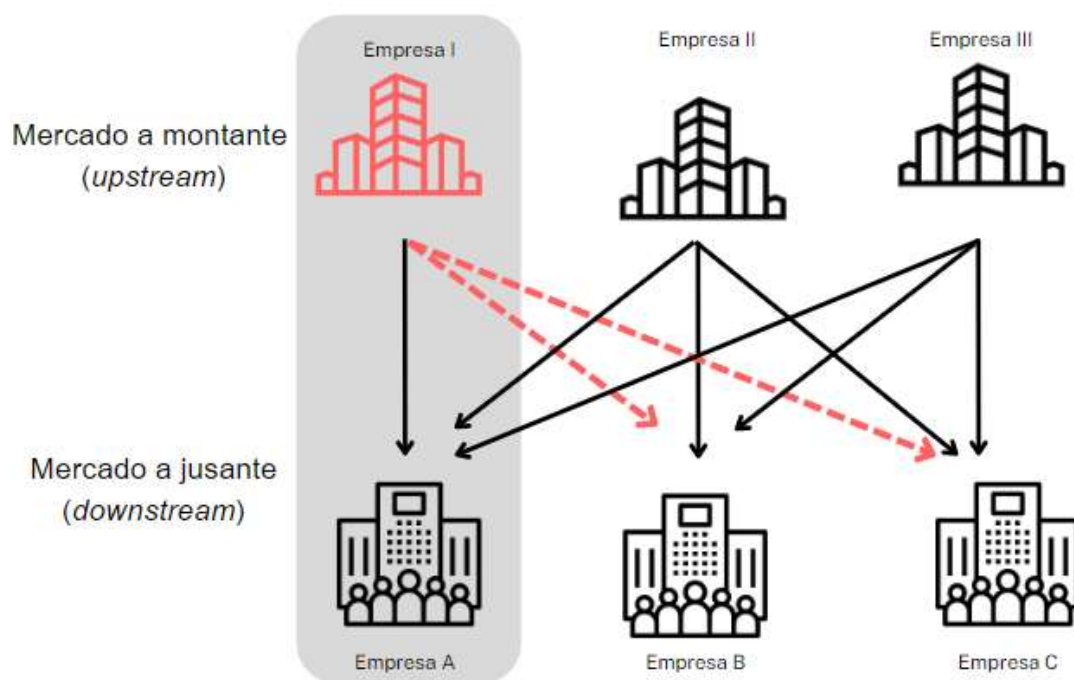 Empresa I
Empresa II
Empresa III
Mercado a montante
(upstream)
Mercado a jusante
(downstream)
Empresa A
Empresa B
Empresa C